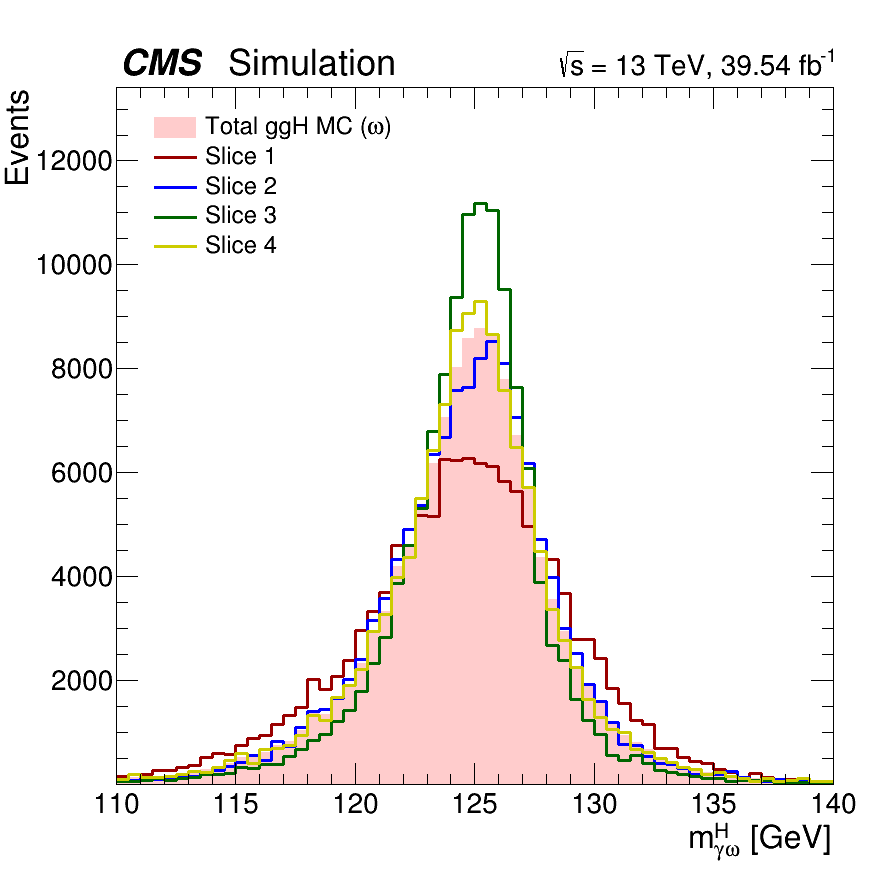 CMS Simulation
√s = 13 TeV, 39.54 fb⁻¹
Events
Total ggH MC (ω)
Slice 1
Slice 2
Slice 3
Slice 4
12000
10000
8000
6000
4000
2000
110 115 120 125 130 135 140
m^H_γω [GeV]